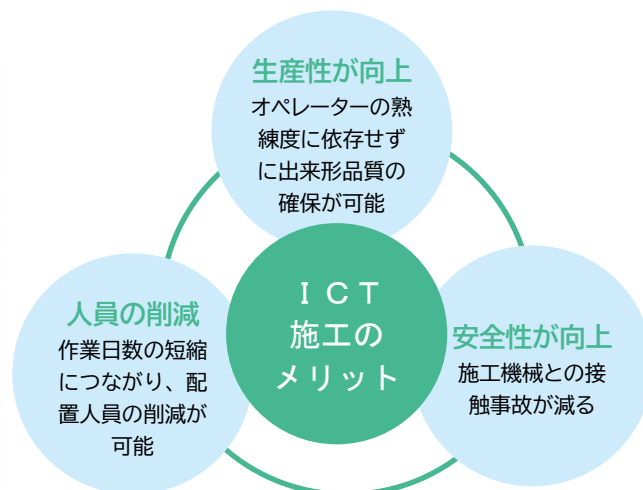 生産性が向上
オペレーターの熟
練度に依存せず
に出来形品質の
確保が可能
ＩＣＴ
施工の
メリット
人員の削減
作業日数の短縮
につながり、配
置人員の削減が
可能
安全性が向上
施工機械との接
触事故が減る